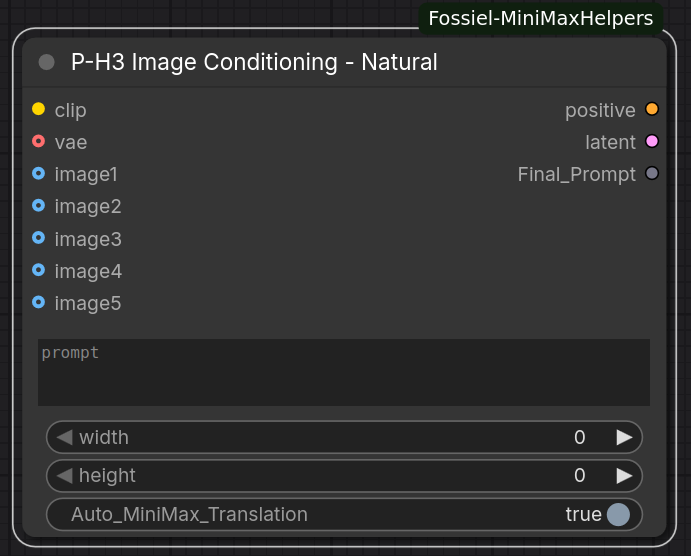 Fossiel-MiniMaxHelpers
P-H3 Image Conditioning - Natural
clip positive
vae latent
image1 Final_Prompt
image2
image3
image4
image5
prompt
width 0
height 0
Auto_MiniMax_Translation true